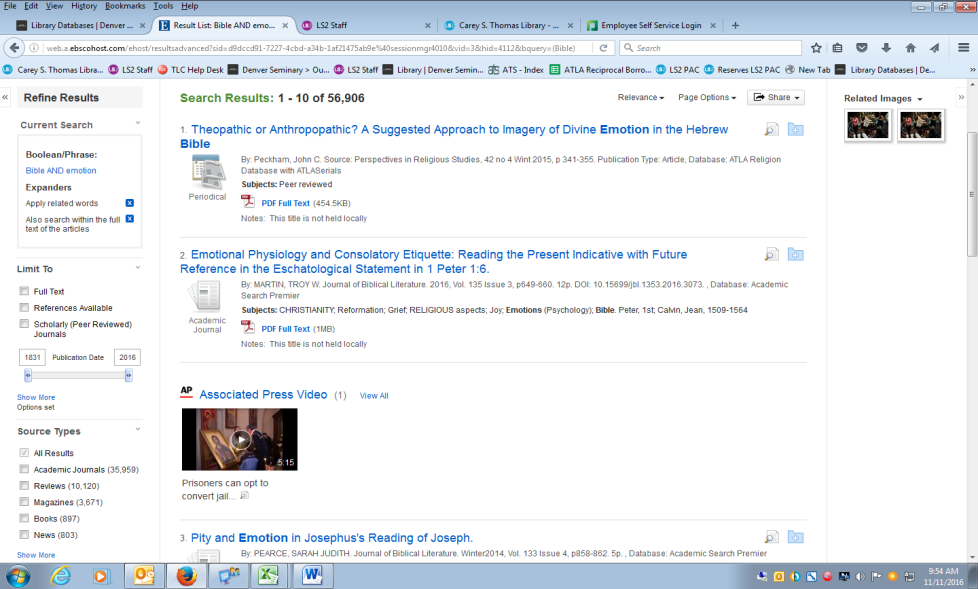 File Edit View History Bookmarks Tools Help
Library Databases | Denver ... × Result List: Bible AND emo... × LS2 Staff × Carey S. Thomas Library - ... × Employee Self Service Login × +
web.a.ebscohost.com/ehost/resultsadvanced?sid=d9dccd91-7227-4cbd-a34b-1af21475ab9e%40sessionmgr4010&vid=3&hid=4112&bquery=(Bible) Search
Carey S. Thomas Libra... LS2 Staff TLC Help Desk Denver Seminary > Ou... LS2 Staff Library | Denver Semin... ATS - Index ATLA Reciprocal Borro... LS2 PAC Reserves LS2 PAC New Tab Library Databases | De... »
« Refine Results
Current Search
Boolean/Phrase:
Bible AND emotion
Expanders
Apply related words x
Also search within the full x
text of the articles
Limit To
Full Text
References Available
Scholarly (Peer Reviewed)
Journals
1831 Publication Date 2016
Show More
Options set
Source Types
All Results
Academic Journals (35,959)
Reviews (10,120)
Magazines (3,671)
Books (897)
News (803)
Show More
Search Results: 1 - 10 of 56,906 Relevance Page Options Share
1. Theopathic or Anthropopathic? A Suggested Approach to Imagery of Divine Emotion in the Hebrew
Bible
By: Peckham, John C. Source: Perspectives in Religious Studies, 42 no 4 Wint 2015, p 341-355. Publication Type: Article, Database: ATLA Religion
Database with ATLASerials
Subjects: Peer reviewed
Periodical
PDF Full Text (454.5KB)
Notes: This title is not held locally
2. Emotional Physiology and Consolatory Etiquette: Reading the Present Indicative with Future
Reference in the Eschatological Statement in 1 Peter 1:6.
By: MARTIN, TROY W. Journal of Biblical Literature. 2016, Vol. 135 Issue 3, p649-660. 12p. DOI: 10.15699/jbl.1353.2016.3073. , Database: Academic
Search Premier
Subjects: CHRISTIANITY; Reformation; Grief; RELIGIOUS aspects; Joy; Emotions (Psychology); Bible. Peter, 1st; Calvin, Jean, 1509-1564
Academic
Journal
PDF Full Text (1MB)
Notes: This title is not held locally
AP Associated Press Video (1) View All
5:15
Prisoners can opt to
convert jail...
3. Pity and Emotion in Josephus's Reading of Joseph.
By: PEARCE, SARAH JUDITH. Journal of Biblical Literature. Winter2014, Vol. 133 Issue 4, p858-862. 5p. , Database: Academic Search Premier
Related Images »
9:54 AM
11/11/2016